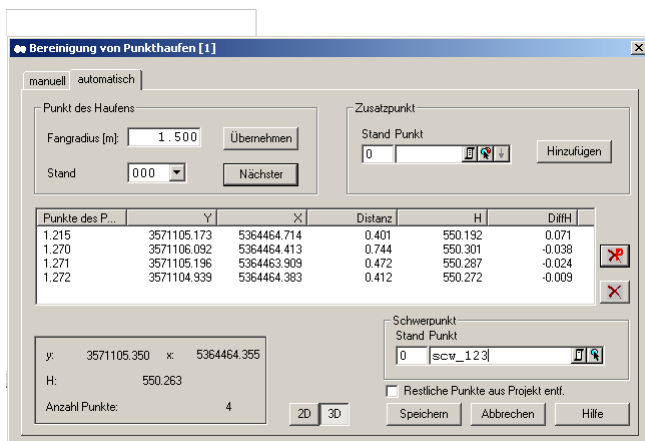 Bereinigung von Punkthaufen [1]
manuell automatisch
Punkt des Haufens
Fangradius [m]: 1.500 Übernehmen
Stand 000 Nächster
Zusatzpunkt
Stand Punkt
0 Hinzufügen
Punkte des P... Y X Distanz H DiffH
1.215 3571105.173 5364464.714 0.401 550.192 0.071
1.270 3571106.092 5364464.413 0.744 550.301 -0.038
1.271 3571105.196 5364463.909 0.472 550.287 -0.024
1.272 3571104.939 5364464.383 0.412 550.272 -0.009
y: 3571105.350 x: 5364464.355
H: 550.263
Anzahl Punkte: 4
2D 3D
Schwerpunkt
Stand Punkt
0 scw_123
Restliche Punkte aus Projekt entf.
Speichern Abbrechen Hilfe